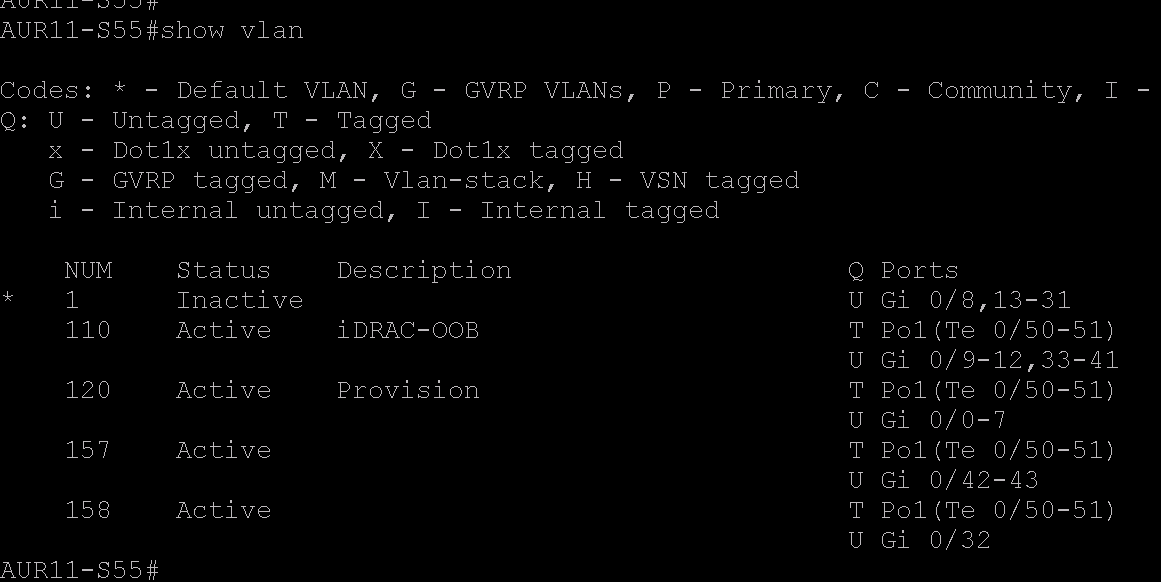 AUR11-S55#
AUR11-S55#show vlan
Codes: * - Default VLAN, G - GVRP VLANs, P - Primary, C - Community, I -
Q: U - Untagged, T - Tagged
   x - Dot1x untagged, X - Dot1x tagged
   G - GVRP tagged, M - Vlan-stack, H - VSN tagged
   i - Internal untagged, I - Internal tagged
    NUM    Status    Description                     Q Ports
*   1      Inactive                                  U Gi 0/8,13-31
    110    Active    iDRAC-OOB                       T Po1(Te 0/50-51)
                                                     U Gi 0/9-12,33-41
    120    Active    Provision                       T Po1(Te 0/50-51)
                                                     U Gi 0/0-7
    157    Active                                    T Po1(Te 0/50-51)
                                                     U Gi 0/42-43
    158    Active                                    T Po1(Te 0/50-51)
                                                     U Gi 0/32
AUR11-S55#